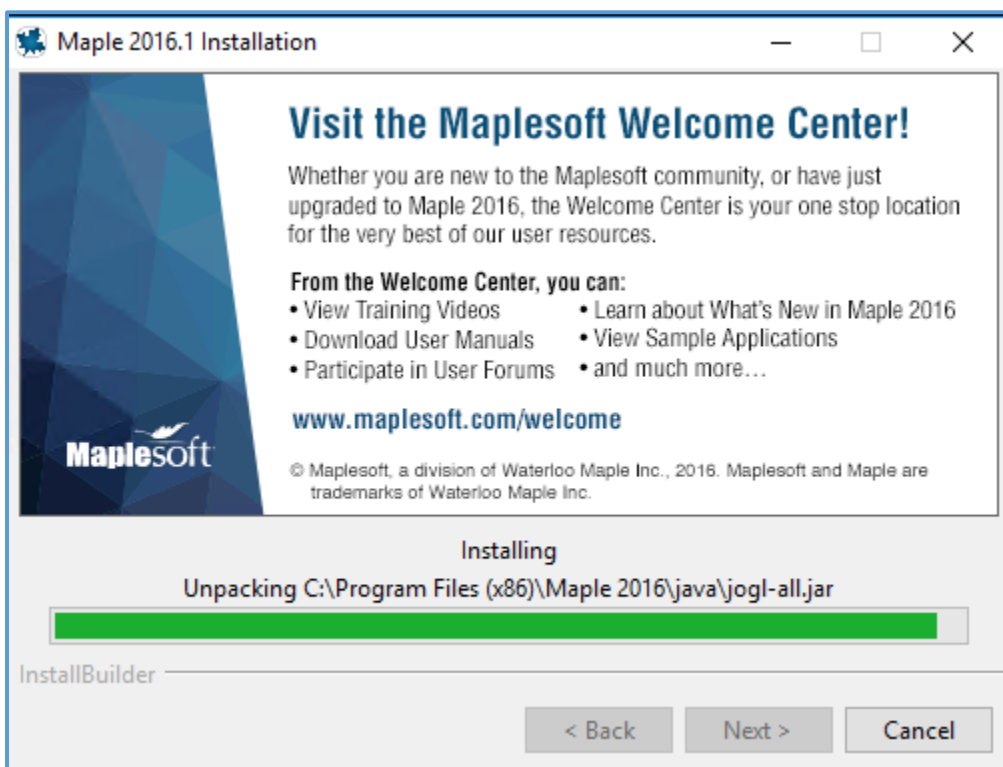 Maple 2016.1 Installation
Visit the Maplesoft Welcome Center!
Whether you are new to the Maplesoft community, or have just
upgraded to Maple 2016, the Welcome Center is your one stop location
for the very best of our user resources.
From the Welcome Center, you can:
• View Training Videos • Learn about What's New in Maple 2016
• Download User Manuals • View Sample Applications
• Participate in User Forums • and much more...
www.maplesoft.com/welcome
Maplesoft
© Maplesoft, a division of Waterloo Maple Inc., 2016. Maplesoft and Maple are
trademarks of Waterloo Maple Inc.
Installing
Unpacking C:\Program Files (x86)\Maple 2016\java\jogl-all.jar
InstallBuilder
< Back Next > Cancel